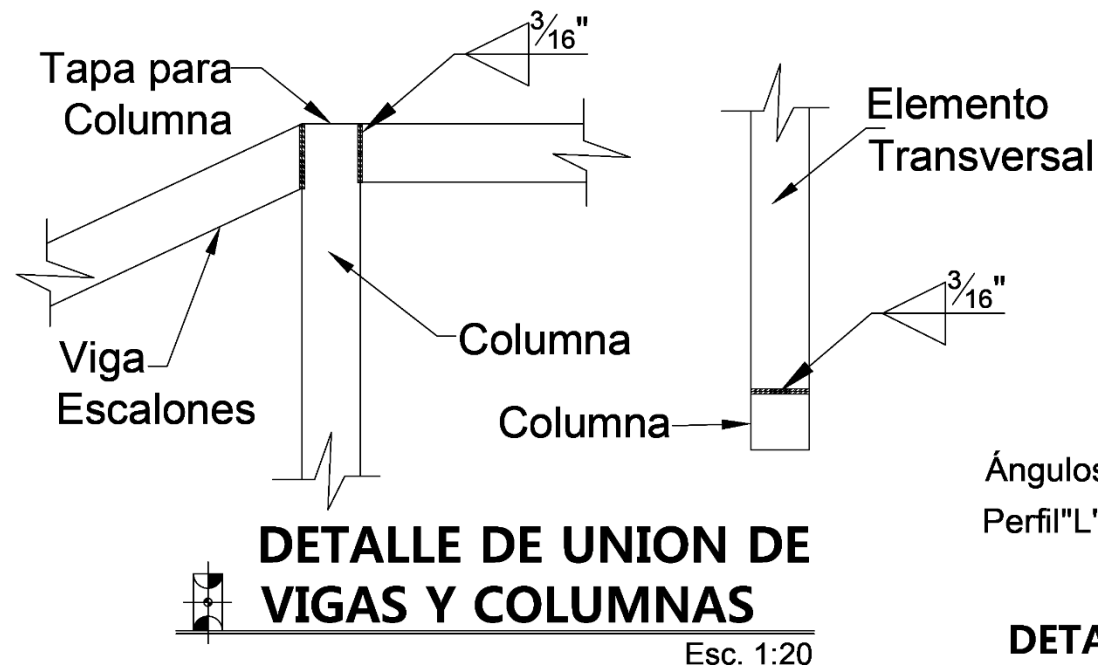 3/16"
Tapa para
Columna
Elemento
Transversal
3/16"
Viga
Escalones
Columna
Columna
Ángulos
Perfil"L"
DETALLE DE UNION DE
VIGAS Y COLUMNAS
Esc. 1:20
DETA